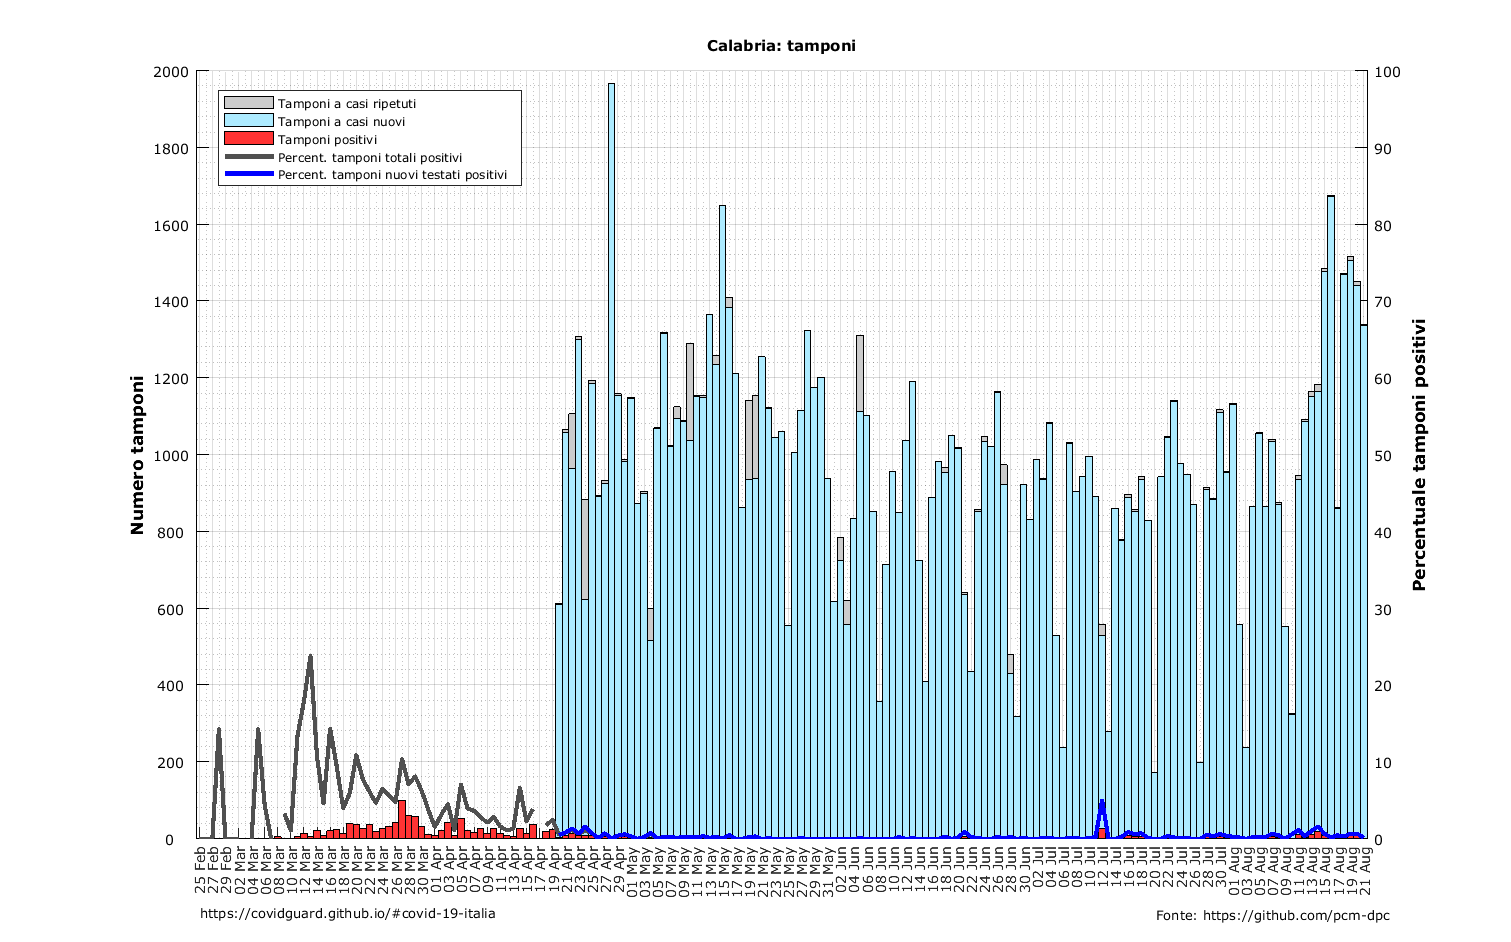 Calabria: tamponi
Numero tamponi
2000
1800
1600
1400
1200
1000
800
600
400
200
0
Tamponi a casi ripetuti
Tamponi a casi nuovi
Tamponi positivi
Percent. tamponi totali positivi
Percent. tamponi nuovi testati positivi
100
90
80
70
60
50
40
30
20
10
0
Percentuale tamponi positivi
25 Feb
27 Feb
29 Feb
02 Mar
04 Mar
06 Mar
08 Mar
10 Mar
12 Mar
14 Mar
16 Mar
18 Mar
20 Mar
22 Mar
24 Mar
26 Mar
28 Mar
30 Mar
01 Apr
03 Apr
05 Apr
07 Apr
09 Apr
11 Apr
13 Apr
15 Apr
17 Apr
19 Apr
21 Apr
23 Apr
25 Apr
27 Apr
29 Apr
01 May
03 May
05 May
07 May
09 May
11 May
13 May
15 May
17 May
19 May
21 May
23 May
25 May
27 May
29 May
31 May
02 Jun
04 Jun
06 Jun
08 Jun
10 Jun
12 Jun
14 Jun
16 Jun
18 Jun
20 Jun
22 Jun
24 Jun
26 Jun
28 Jun
30 Jun
02 Jul
04 Jul
06 Jul
08 Jul
10 Jul
12 Jul
14 Jul
16 Jul
18 Jul
20 Jul
22 Jul
24 Jul
26 Jul
28 Jul
30 Jul
01 Aug
03 Aug
05 Aug
07 Aug
09 Aug
11 Aug
13 Aug
15 Aug
17 Aug
19 Aug
21 Aug
https://covidguard.github.io/#covid-19-italia
Fonte: https://github.com/pcm-dpc